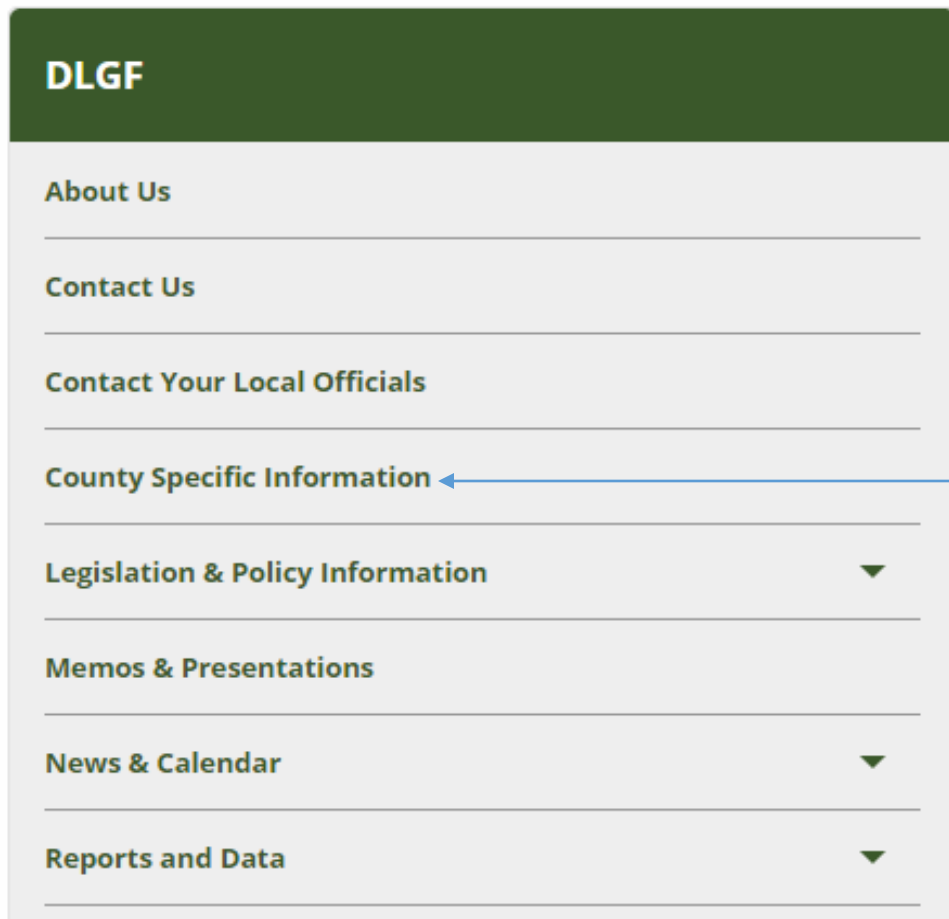 DLGF
About Us
Contact Us
Contact Your Local Officials
County Specific Information
Legislation & Policy Information
Memos & Presentations
News & Calendar
Reports and Data